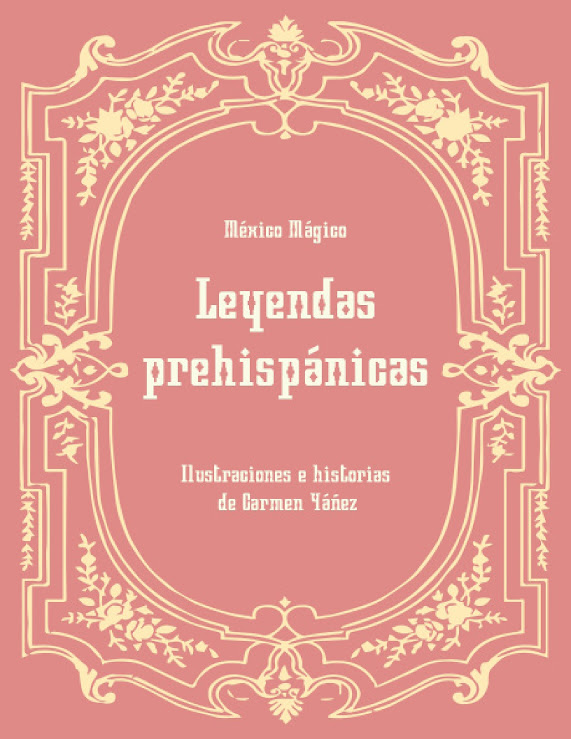 México Mágico
Leyendas
prehispánicas
Ilustraciones e historias
de Carmen Yáñez